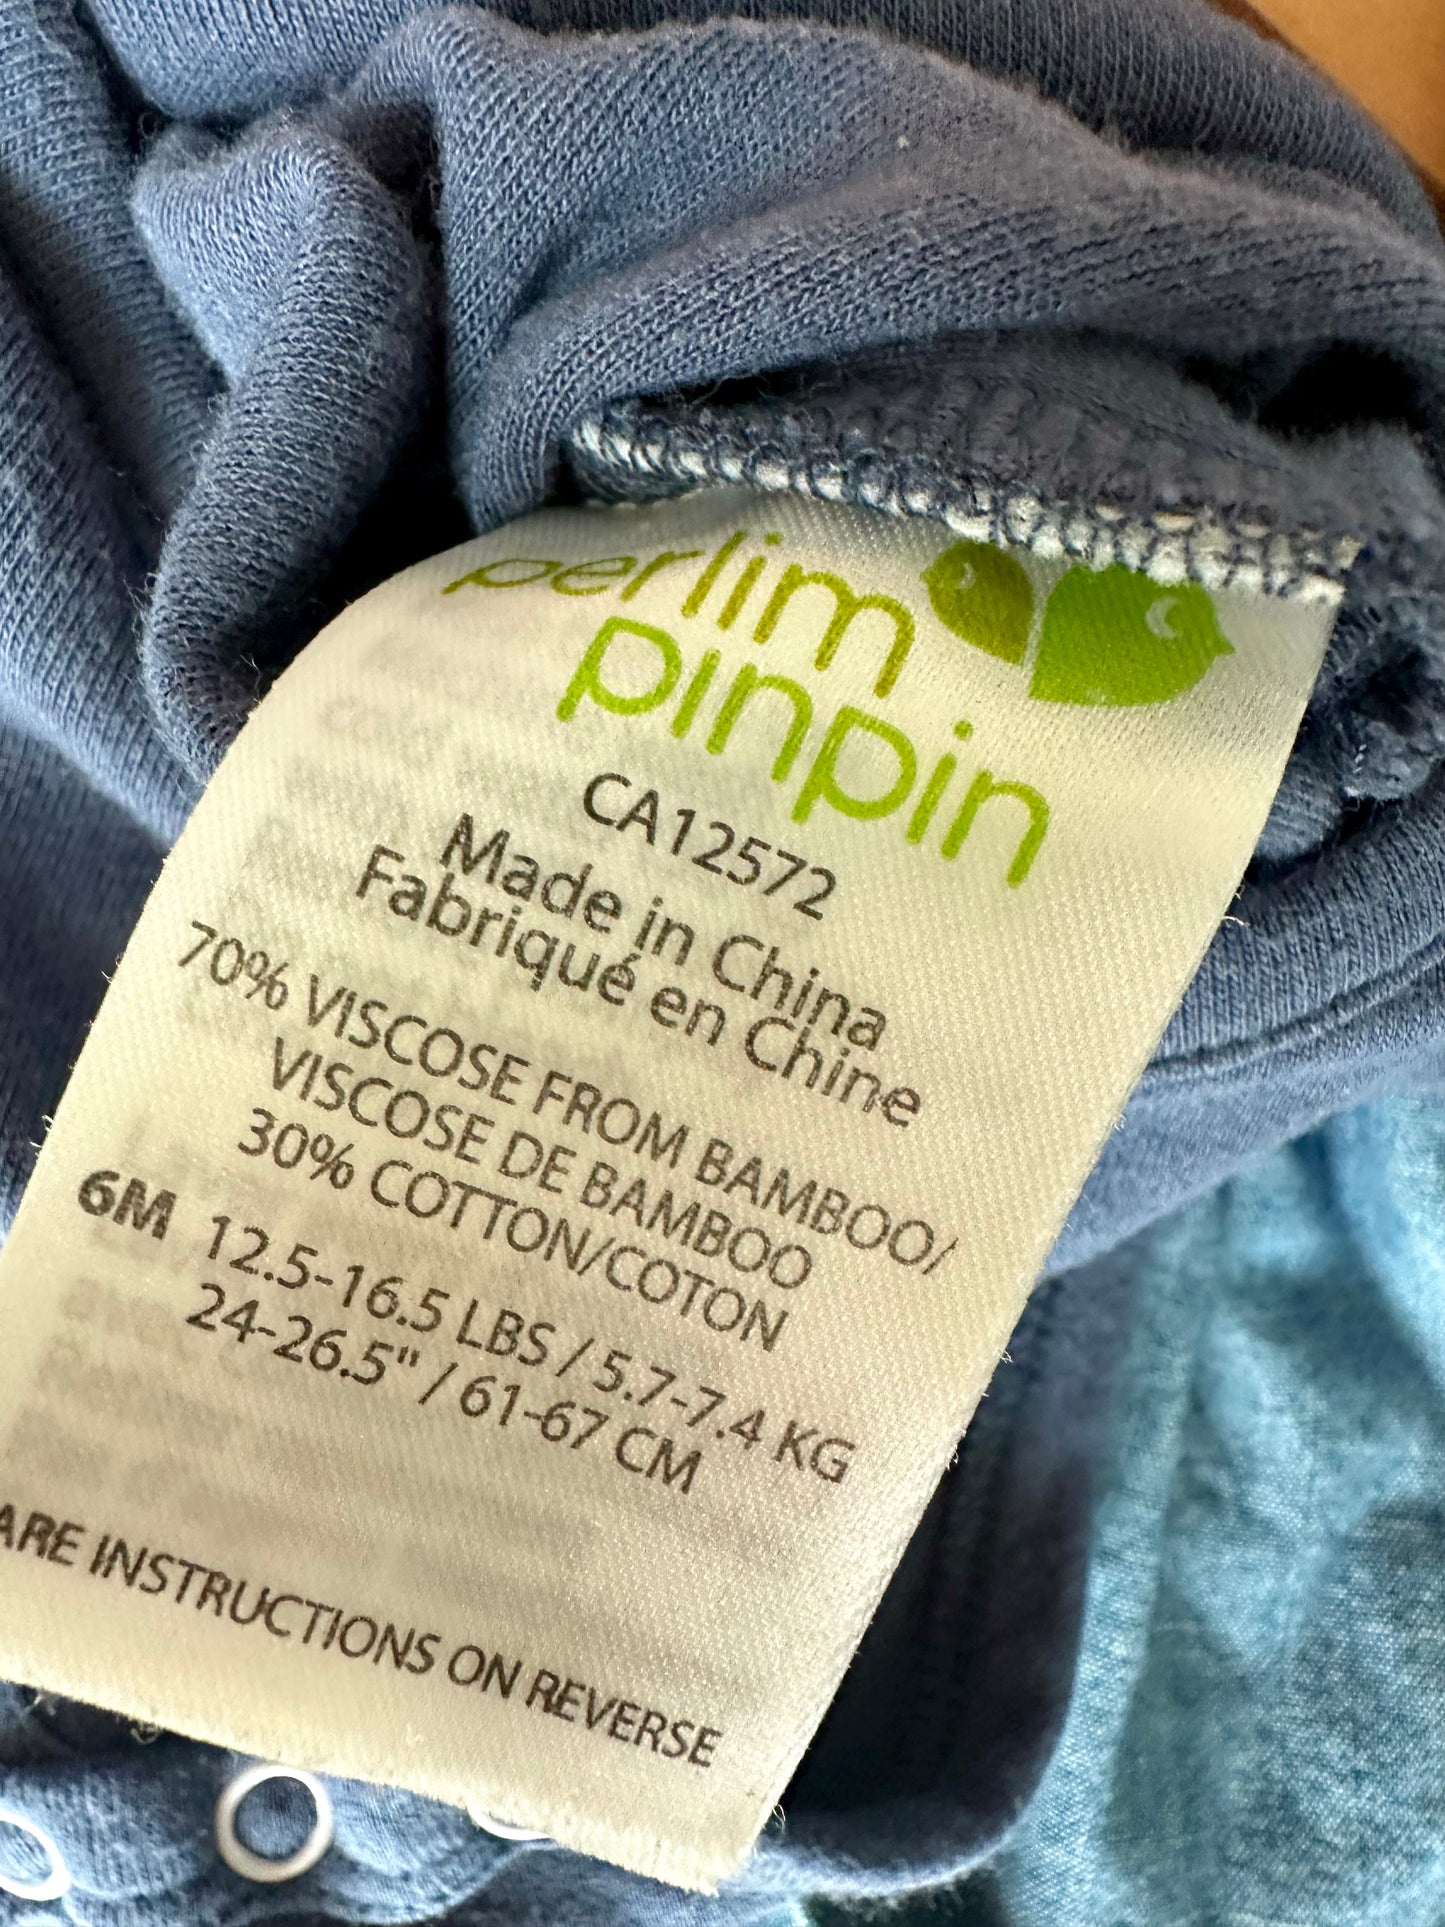 perlim
pinpin
CA12572
Made in China
Fabriqué en Chine
70% VISCOSE FROM BAMBOO/
VISCOSE DE BAMBOO
30% COTTON/COTON
6M 12.5-16.5 LBS / 5.7-7.4 KG
24-26.5" / 61-67 CM
ARE INSTRUCTIONS ON REVERSE